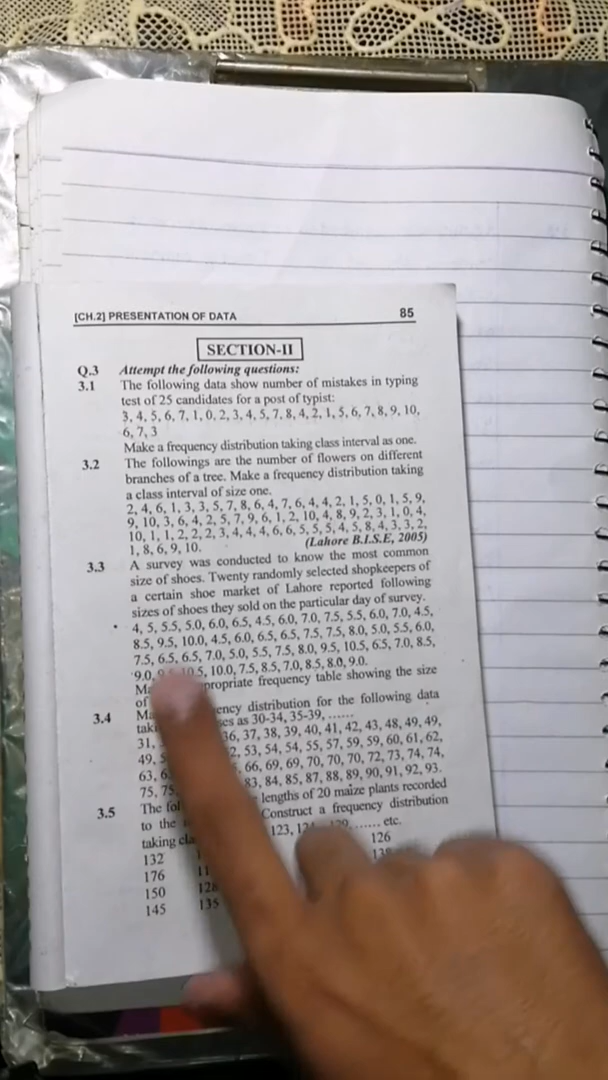 [CH.2] PRESENTATION OF DATA 85
SECTION-II
Q.3 Attempt the following questions:
3.1 The following data show number of mistakes in typing
test of 25 candidates for a post of typist:
3, 4, 5, 6, 7, 1, 0, 2, 3, 4, 5, 7, 8, 4, 2, 1, 5, 6, 7, 8, 9, 10,
6, 7, 3
Make a frequency distribution taking class interval as one.
3.2 The followings are the number of flowers on different
branches of a tree. Make a frequency distribution taking
a class interval of size one.
2, 4, 6, 1, 3, 3, 5, 7, 8, 6, 4, 7, 6, 4, 4, 2, 1, 5, 0, 1, 5, 9,
9, 10, 3, 6, 4, 2, 5, 7, 9, 6, 1, 2, 10, 4, 8, 9, 2, 3, 1, 0, 4,
10, 1, 1, 2, 2, 2, 3, 4, 4, 4, 6, 6, 5, 5, 5, 4, 5, 8, 4, 3, 3, 2,
1, 8, 6, 9, 10. (Lahore B.I.S.E, 2005)
3.3 A survey was conducted to know the most common
size of shoes. Twenty randomly selected shopkeepers of
a certain shoe market of Lahore reported following
sizes of shoes they sold on the particular day of survey.
4, 5, 5.5, 5.0, 6.0, 6.5, 4.5, 6.0, 7.0, 7.5, 5.5, 6.0, 7.0, 4.5,
8.5, 9.5, 10.0, 4.5, 6.0, 6.5, 6.5, 7.5, 7.5, 8.0, 5.0, 5.5, 6.0,
7.5, 6.5, 6.5, 7.0, 5.0, 5.5, 7.5, 8.0, 9.5, 10.5, 6.5, 7.0, 8.5,
9.0, 10.5, 10.0, 7.5, 8.5, 7.0, 8.5, 8.0, 9.0.
propriate frequency table showing the size
of
3.4 ency distribution for the following data
es as 30-34, 35-39, ......
31, 36, 37, 38, 39, 40, 41, 42, 43, 48, 49, 49,
49, 53, 54, 54, 55, 57, 59, 59, 60, 61, 62,
63, 66, 69, 69, 70, 70, 70, 72, 73, 74, 74,
75, 75, 83, 84, 85, 87, 88, 89, 90, 91, 92, 93.
3.5 The lengths of 20 maize plants recorded
to the Construct a frequency distribution
taking 123, ...... etc.
132 126
176
150 128
145 135